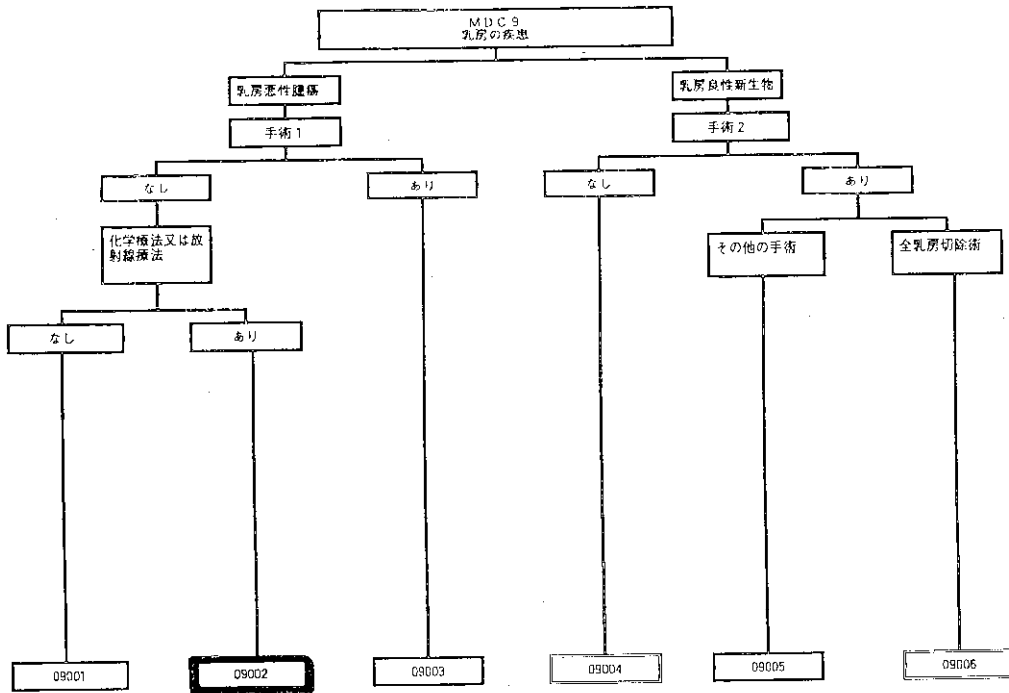 MDC9
乳房の疾患
乳房悪性腫瘍
乳房良性新生物
手術1
手術2
なし
あり
なし
あり
化学療法又は放
射線療法
その他の手術
全乳房切除術
なし
あり
09001
09002
09003
09004
09005
09006